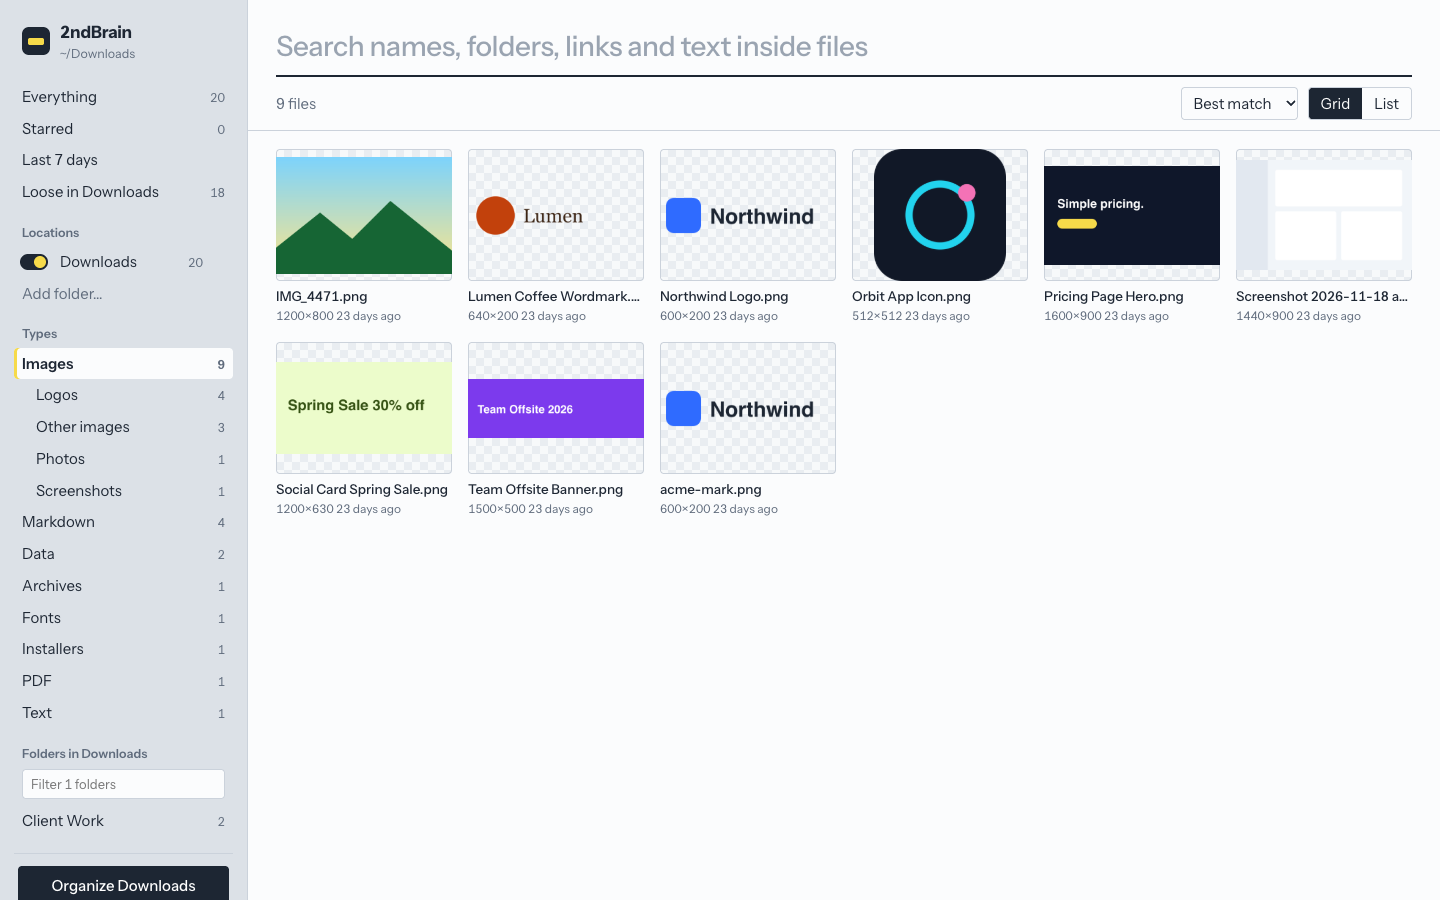 2ndBrain
~/Downloads
Everything 20
Starred 0
Last 7 days
Loose in Downloads 18
Locations
Downloads 20
Add folder...
Types
Images 9
Logos 4
Other images 3
Photos 1
Screenshots 1
Markdown 4
Data 2
Archives 1
Fonts 1
Installers 1
PDF 1
Text 1
Folders in Downloads
Filter 1 folders
Client Work 2
Organize Downloads
Search names, folders, links and text inside files
9 files
Best match
Grid
List
IMG_4471.png
1200×800 23 days ago
Lumen
Lumen Coffee Wordmark....
640×200 23 days ago
Northwind
Northwind Logo.png
600×200 23 days ago
Orbit App Icon.png
512×512 23 days ago
Simple pricing.
Pricing Page Hero.png
1600×900 23 days ago
Screenshot 2026-11-18 a...
1440×900 23 days ago
Spring Sale 30% off
Social Card Spring Sale.png
1200×630 23 days ago
Team Offsite 2026
Team Offsite Banner.png
1500×500 23 days ago
Northwind
acme-mark.png
600×200 23 days ago